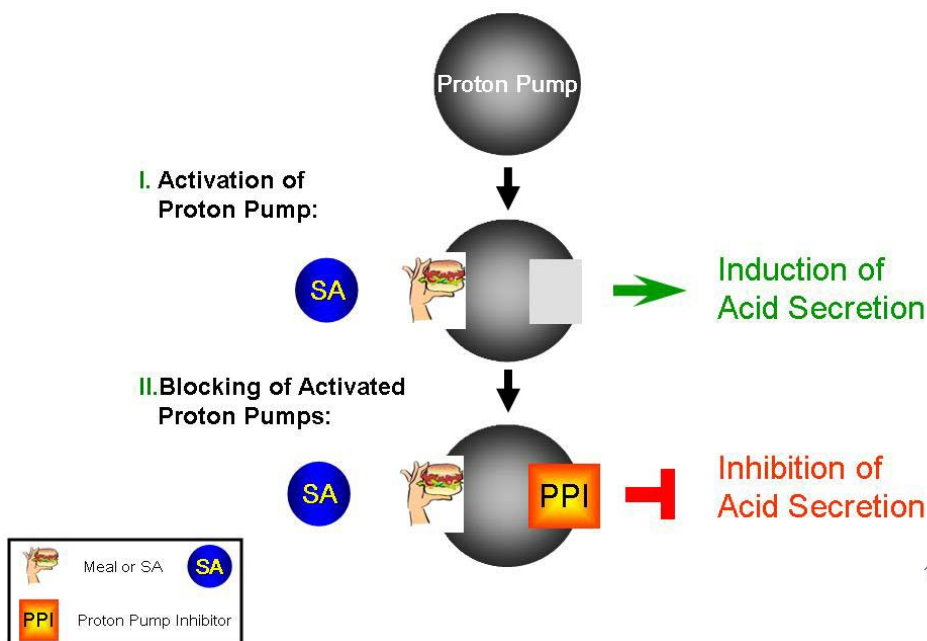 Proton Pump
I. Activation of
Proton Pump:
SA
Induction of
Acid Secretion
II.Blocking of Activated
Proton Pumps:
SA
PPI
Inhibition of
Acid Secretion
Meal or SA
SA
PPI
Proton Pump Inhibitor